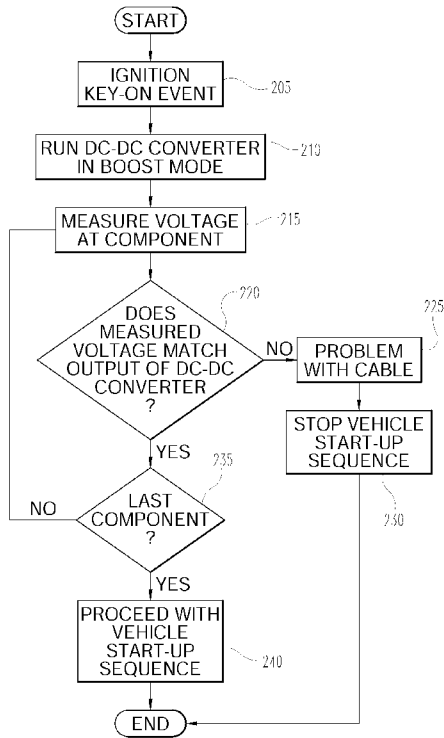 START
IGNITION
KEY-ON EVENT
205
RUN DC-DC CONVERTER
IN BOOST MODE
210
MEASURE VOLTAGE
AT COMPONENT
215
DOES
MEASURED
VOLTAGE MATCH
OUTPUT OF DC-DC
CONVERTER
?
220
NO
PROBLEM
WITH CABLE
225
STOP VEHICLE
START-UP
SEQUENCE
230
YES
LAST
COMPONENT
?
235
NO
YES
PROCEED WITH
VEHICLE
START-UP
SEQUENCE
240
END